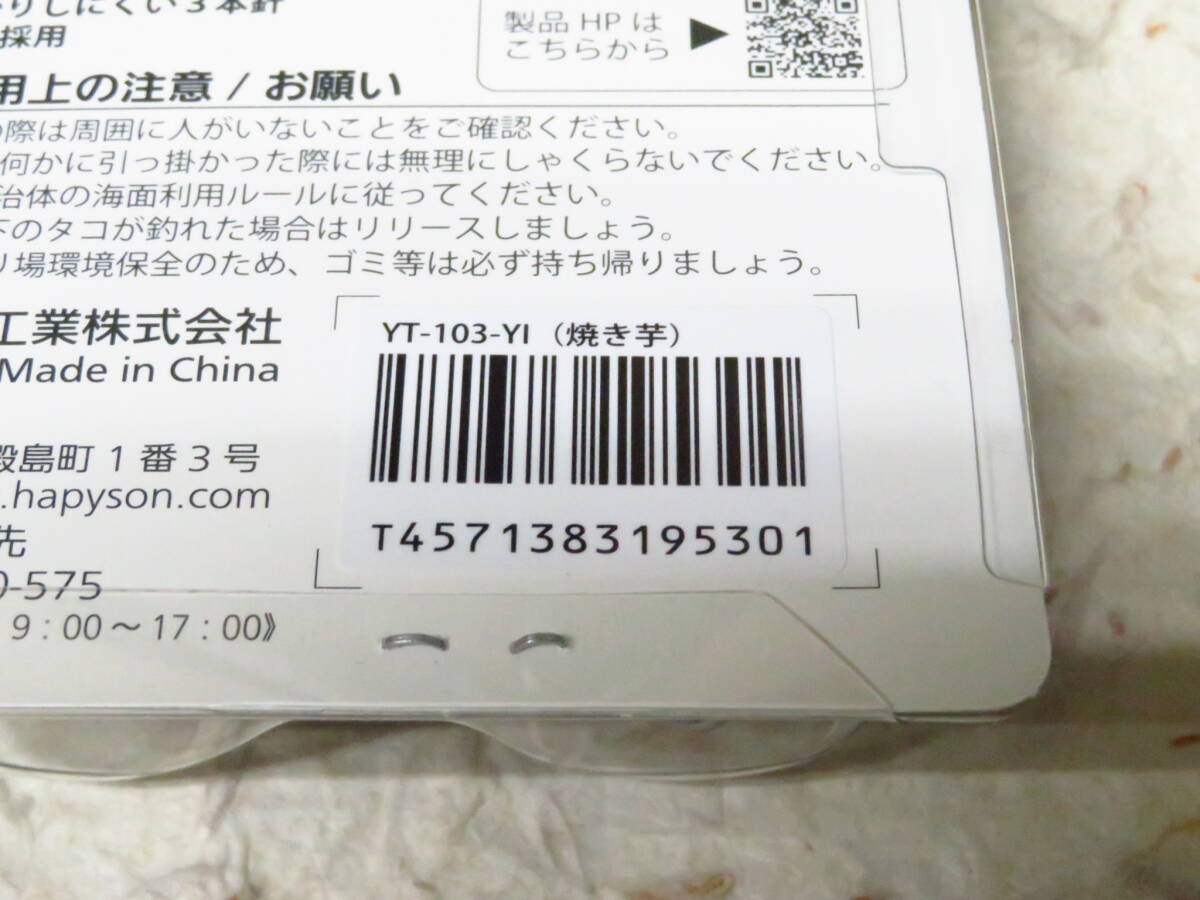 りしにくい3本針
採用
製品 HP は
こちらから
用上の注意 / お願い
の際は周囲に人がいないことをご確認ください。
何かに引っ掛かった際には無理にしゃくらないでください。
治体の海面利用ルールに従ってください。
下のタコが釣れた場合はリリースしましょう。
り場環境保全のため、ゴミ等は必ず持ち帰りましょう。
工業株式会社
Made in China
殿島町 1 番 3 号
.hapyson.com
先
0-575
9 : 00 ～ 17 : 00》
YT-103-YI（焼き芋）
T4571383195301